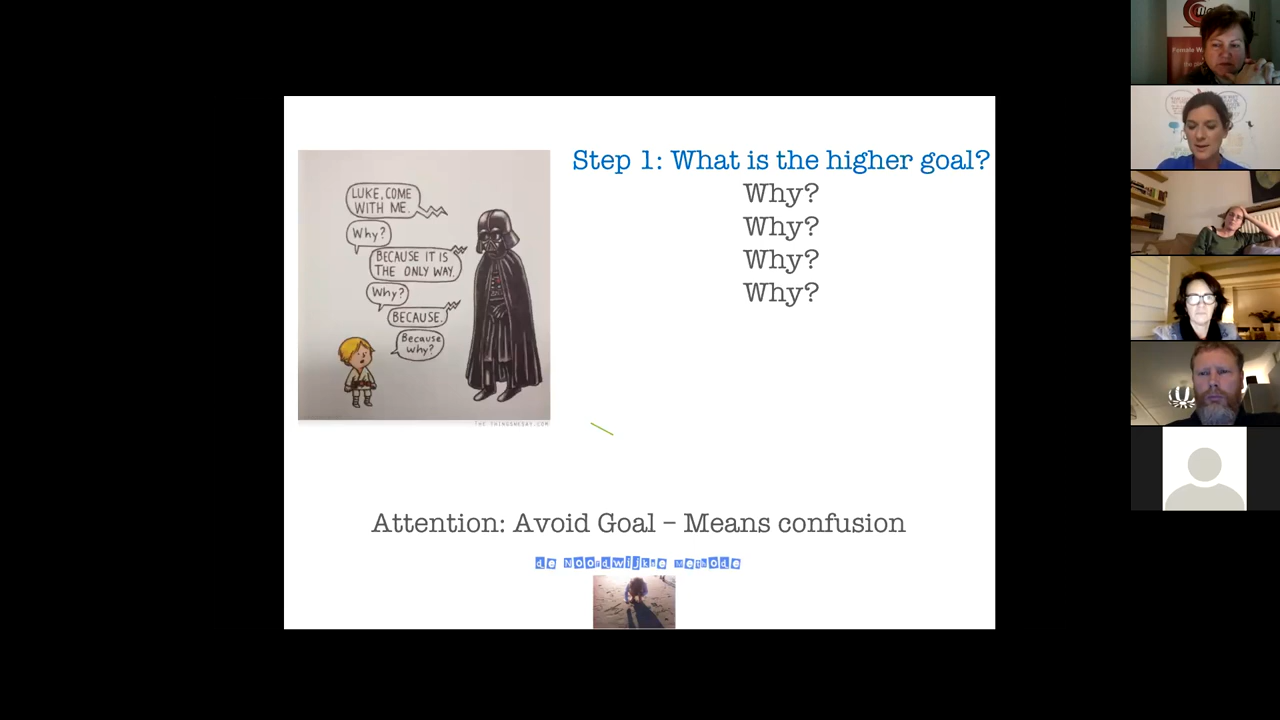 Step 1: What is the higher goal?
Why?
Why?
Why?
Why?
LUKE, COME
WITH ME.
Why?
BECAUSE IT IS
THE ONLY WAY.
Why?
BECAUSE.
Because
why?
Attention: Avoid Goal – Means confusion
de Noordwijkse Methode